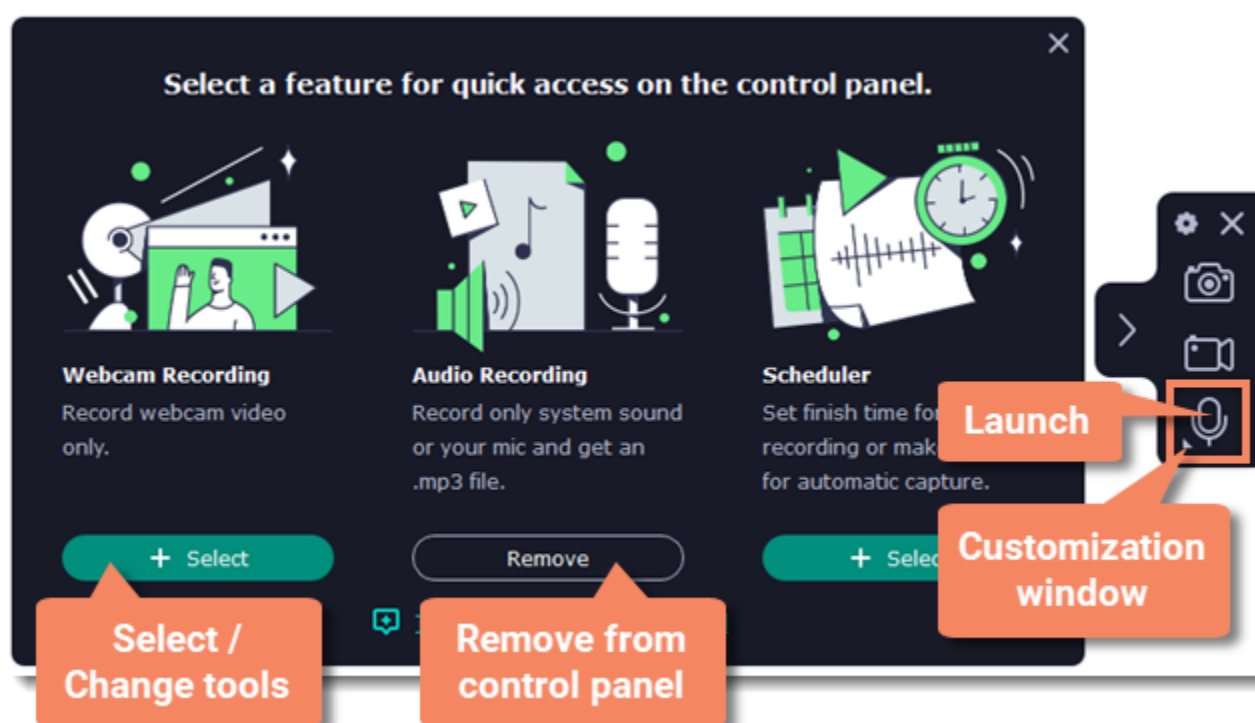 Select a feature for quick access on the control panel.
Webcam Recording
Record webcam video
only.
+ Select
Audio Recording
Record only system sound
or your mic and get an
.mp3 file.
Remove
Scheduler
Set finish time for
recording or mak
for automatic capture.
+ Selec
Launch
Customization
window
Select /
Change tools
Remove from
control panel